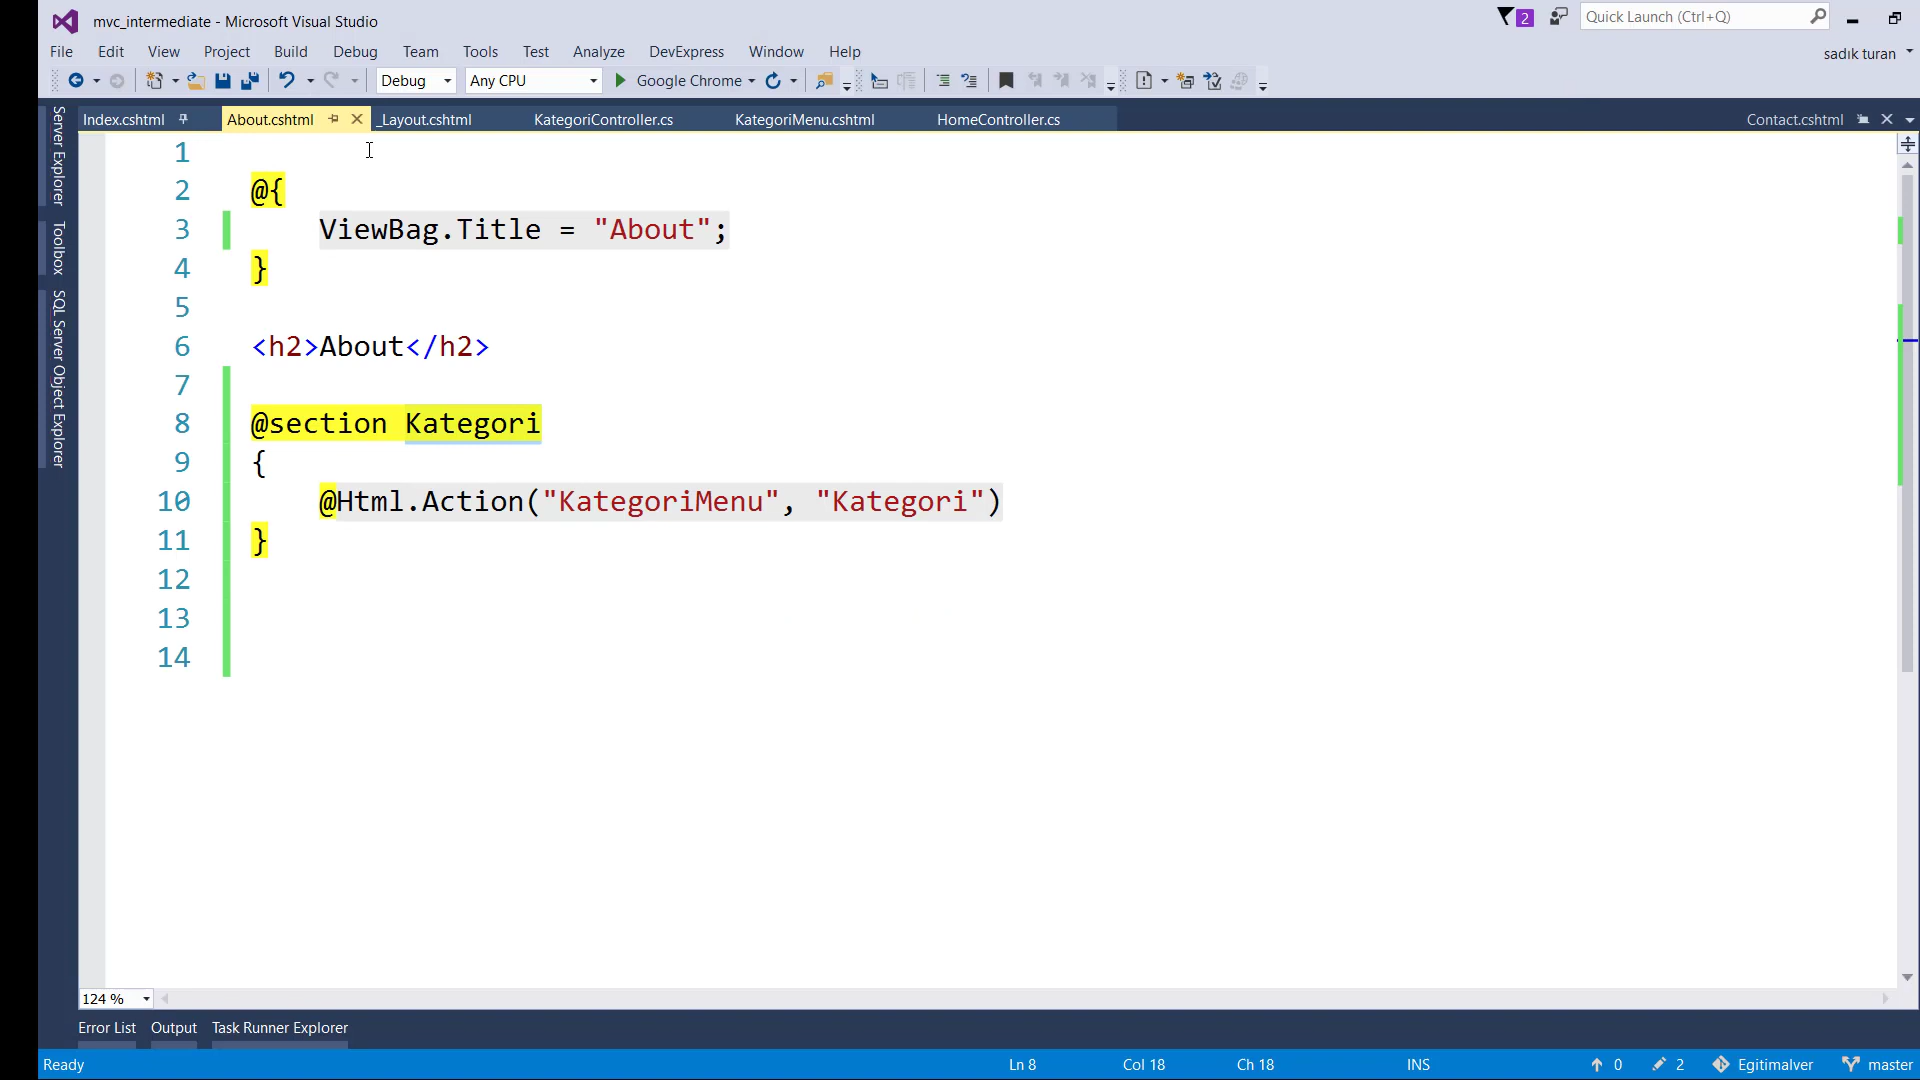 mvc_intermediate - Microsoft Visual Studio
2
Quick Launch (Ctrl+Q)
File Edit View Project Build Debug Team Tools Test Analyze DevExpress Window Help
sadık turan
Debug Any CPU Google Chrome
Index.cshtml About.cshtml _Layout.cshtml KategoriController.cs KategoriMenu.cshtml HomeController.cs Contact.cshtml
Server Explorer
Toolbox
SQL Server Object Explorer
1
2 @{
3 ViewBag.Title = "About";
4 }
5
6 <h2>About</h2>
7
8 @section Kategori
9 {
10 @Html.Action("KategoriMenu", "Kategori")
11 }
12
13
14
124 %
Error List Output Task Runner Explorer
Ready Ln 8 Col 18 Ch 18 INS 0 2 Egitimalver master